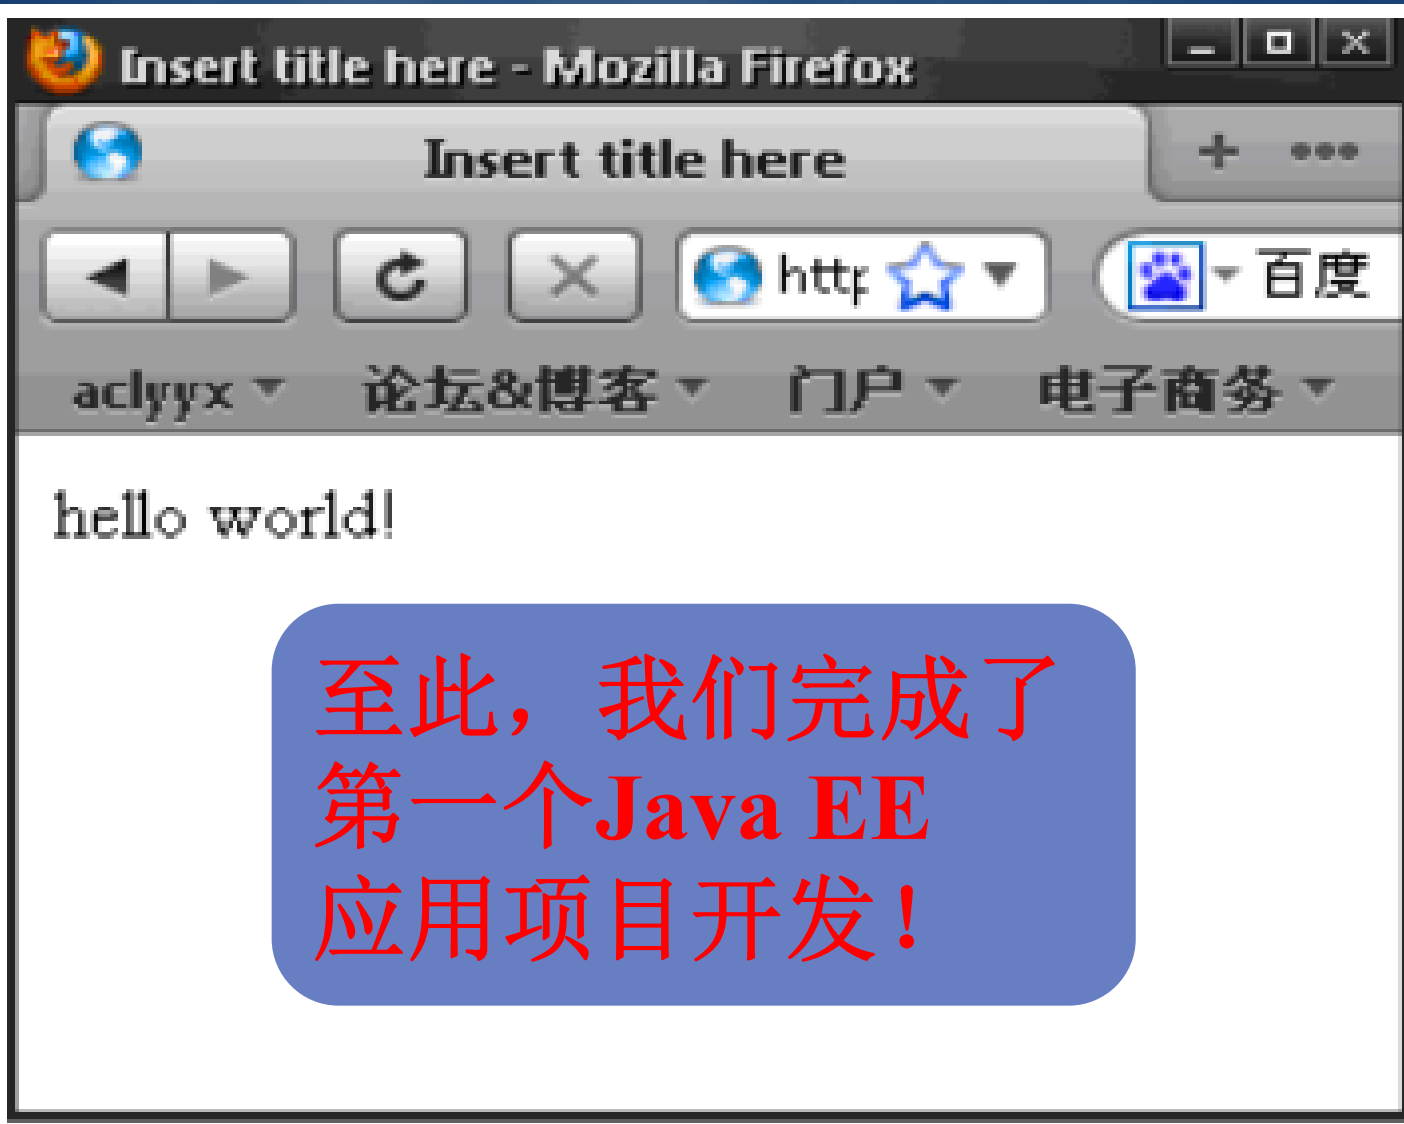 Insert title here - Mozilla Firefox
Insert title here
http
百度
aclyyx 论坛&博客 门户 电子商务
hello world!
至此，我们完成了
第一个Java EE
应用项目开发！